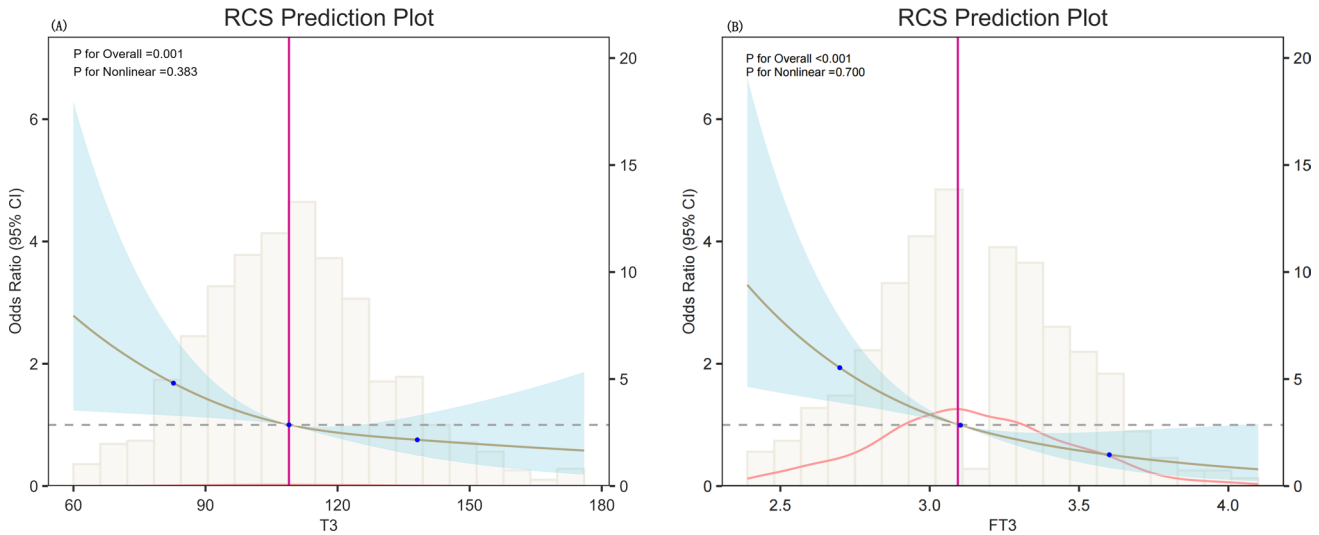 (A)
RCS Prediction Plot
P for Overall =0.001
P for Nonlinear =0.383
Odds Ratio (95% CI)
6
4
2
0
20
15
10
5
0
60 90 120 150 180
T3
(B)
RCS Prediction Plot
P for Overall <0.001
P for Nonlinear =0.700
Odds Ratio (95% CI)
6
4
2
0
20
15
10
5
0
2.5 3.0 3.5 4.0
FT3